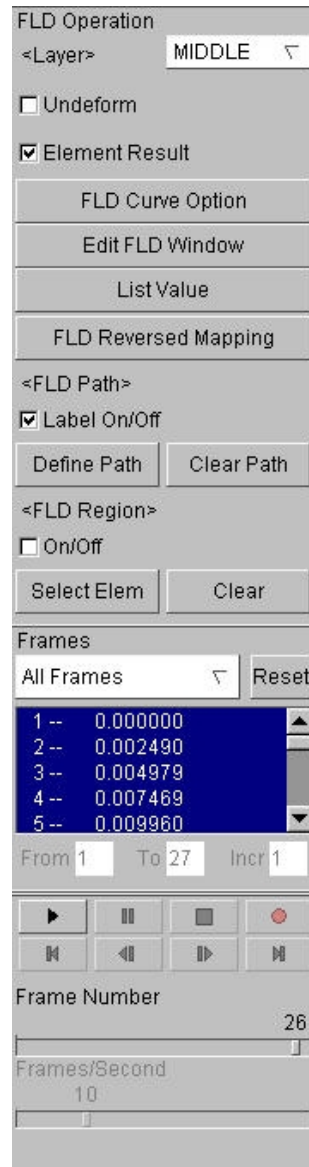 FLD Operation
<Layer> MIDDLE
Undeform
Element Result
FLD Curve Option
Edit FLD Window
List Value
FLD Reversed Mapping
<FLD Path>
Label On/Off
Define Path Clear Path
<FLD Region>
On/Off
Select Elem Clear
Frames
All Frames Reset
1 -- 0.000000
2 -- 0.002490
3 -- 0.004979
4 -- 0.007469
5 -- 0.009960
From 1 To 27 Incr 1
Frame Number
26
Frames/Second
10